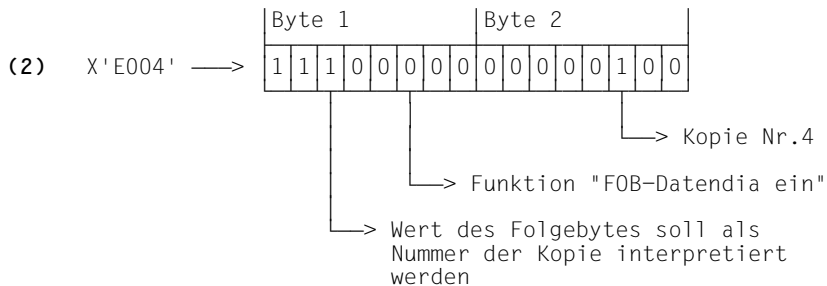 Byte 1 Byte 2
(2) X'E004' ———> 1 1 1 0 0 0 0 0 0 0 0 0 0 1 0 0
Kopie Nr.4
Funktion "FOB-Datendia ein"
Wert des Folgebytes soll als
Nummer der Kopie interpretiert
werden